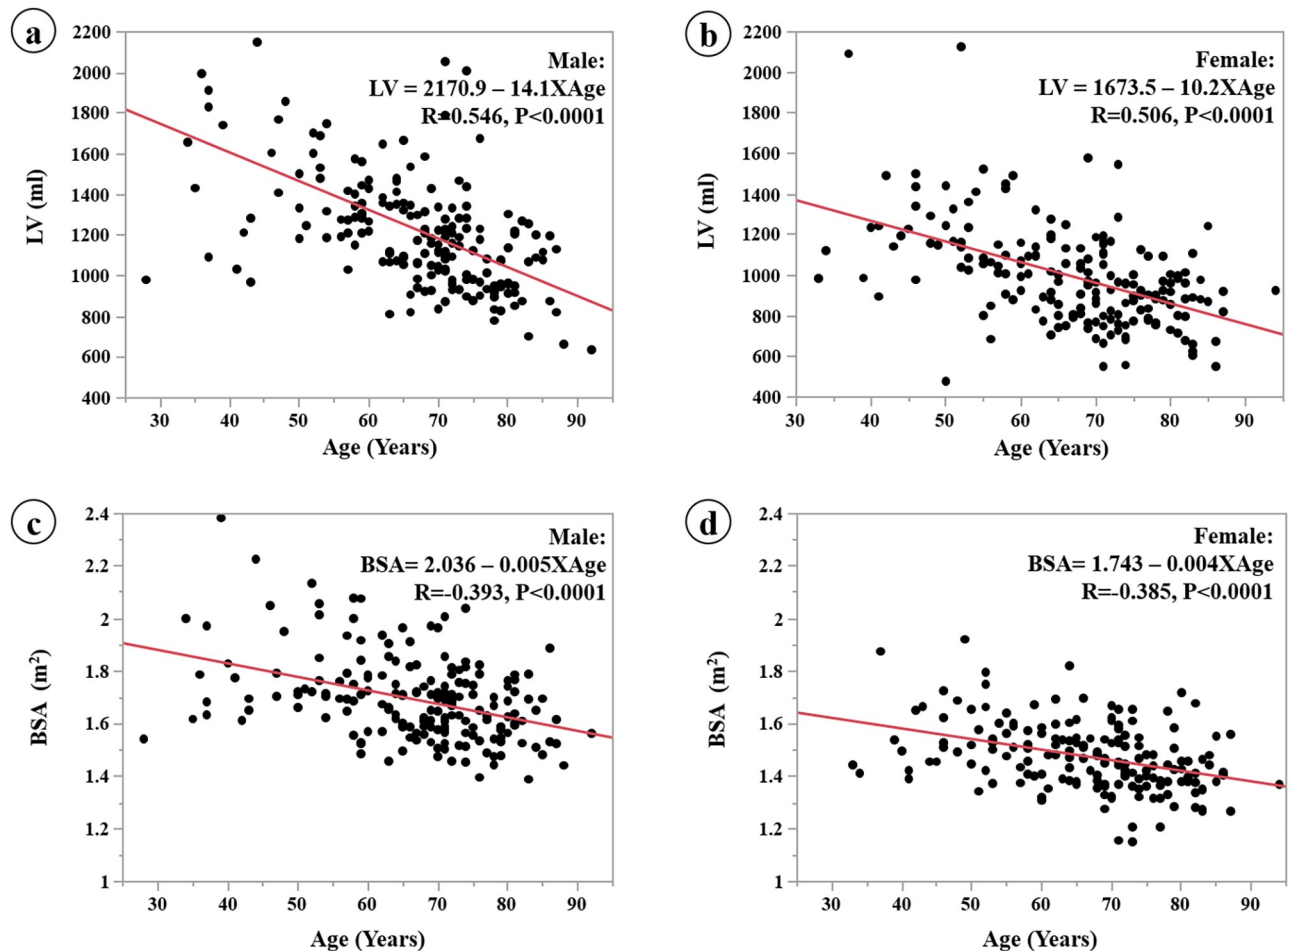 a
2200
2000
1800
1600
1400
1200
1000
800
600
400
LV (ml)
Male:
LV = 2170.9 – 14.1XAge
R=0.546, P<0.0001
30 40 50 60 70 80 90
Age (Years)
b
2200
2000
1800
1600
1400
1200
1000
800
600
400
LV (ml)
Female:
LV = 1673.5 – 10.2XAge
R=0.506, P<0.0001
30 40 50 60 70 80 90
Age (Years)
c
2.4
2.2
2
1.8
1.6
1.4
1.2
1
BSA (m²)
Male:
BSA= 2.036 – 0.005XAge
R=-0.393, P<0.0001
30 40 50 60 70 80 90
Age (Years)
d
2.4
2.2
2
1.8
1.6
1.4
1.2
1
BSA (m²)
Female:
BSA= 1.743 – 0.004XAge
R=-0.385, P<0.0001
30 40 50 60 70 80 90
Age (Years)